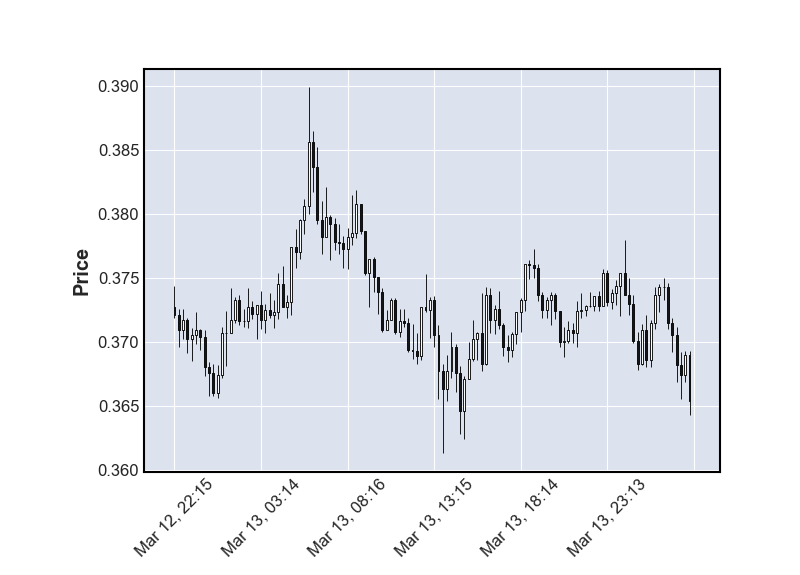 0.390
0.385
0.380
0.375
0.370
0.365
0.360
Price
Mar 12, 22:15
Mar 13, 03:14
Mar 13, 08:16
Mar 13, 13:15
Mar 13, 18:14
Mar 13, 23:13